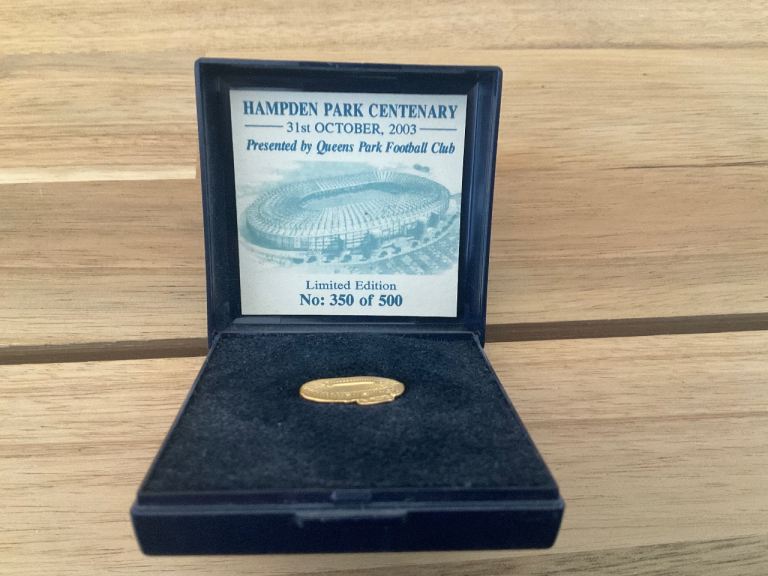 HAMPDEN PARK CENTENARY
31st OCTOBER, 2003
Presented by Queens Park Football Club
Limited Edition
No: 350 of 500